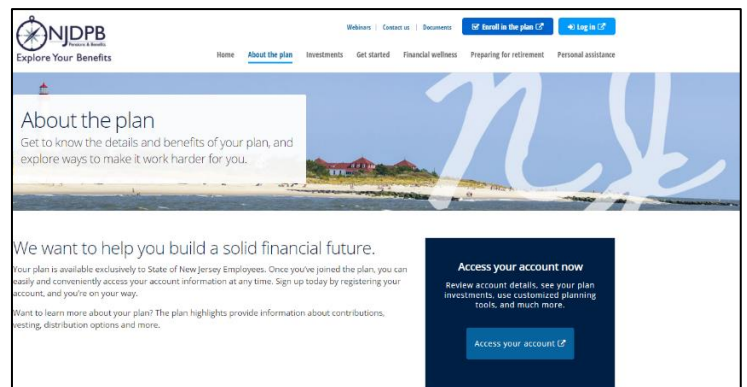 NJDPB
Pensions & Benefits
Explore Your Benefits
Webinars | Contact us | Documents
Enroll in the plan
Log in
Home About the plan Investments Get started Financial wellness Preparing for retirement Personal assistance
About the plan
Get to know the details and benefits of your plan, and
explore ways to make it work harder for you.
NJ
We want to help you build a solid financial future.
Your plan is available exclusively to State of New Jersey Employees. Once you've joined the plan, you can
easily and conveniently access your account information at any time. Sign up today by registering your
account, and you're on your way.
Want to learn more about your plan? The plan highlights provide information about contributions,
vesting, distribution options and more.
Access your account now
Review account details, see your plan
investments, use customized planning
tools, and much more.
Access your account